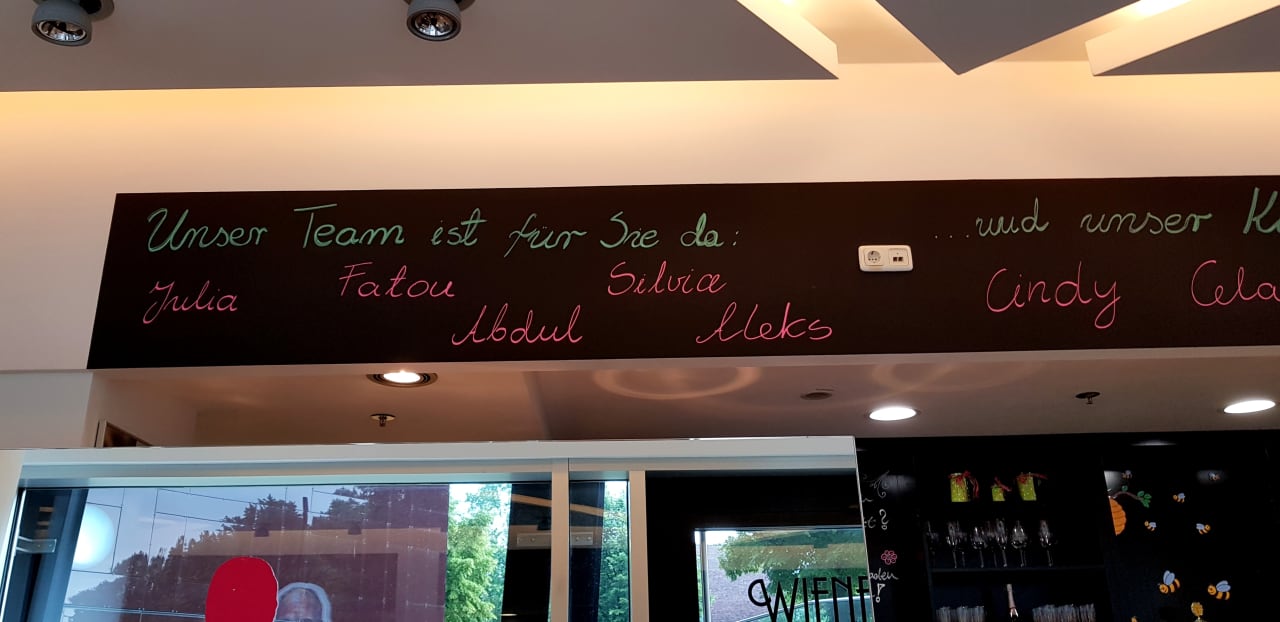 Unser Team ist für Sie da:
Julia Fatou Silvia
Abdul Aleks
...und unser
Cindy